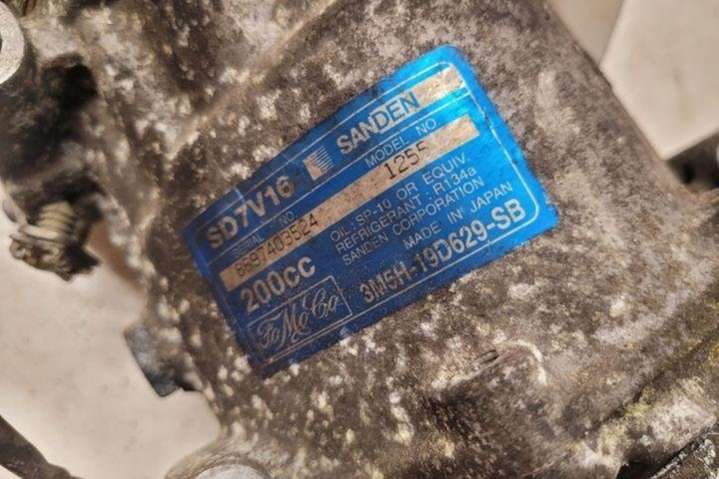 SD7V16 SANDEN
SERIAL NO MODEL NO
1255
OIL:SP-10 OR EQUIV.
REFRIGERANT:R134a
SANDEN CORPORATION
MADE IN JAPAN
200CC
FoMoCo
3M5H-19D629-SB